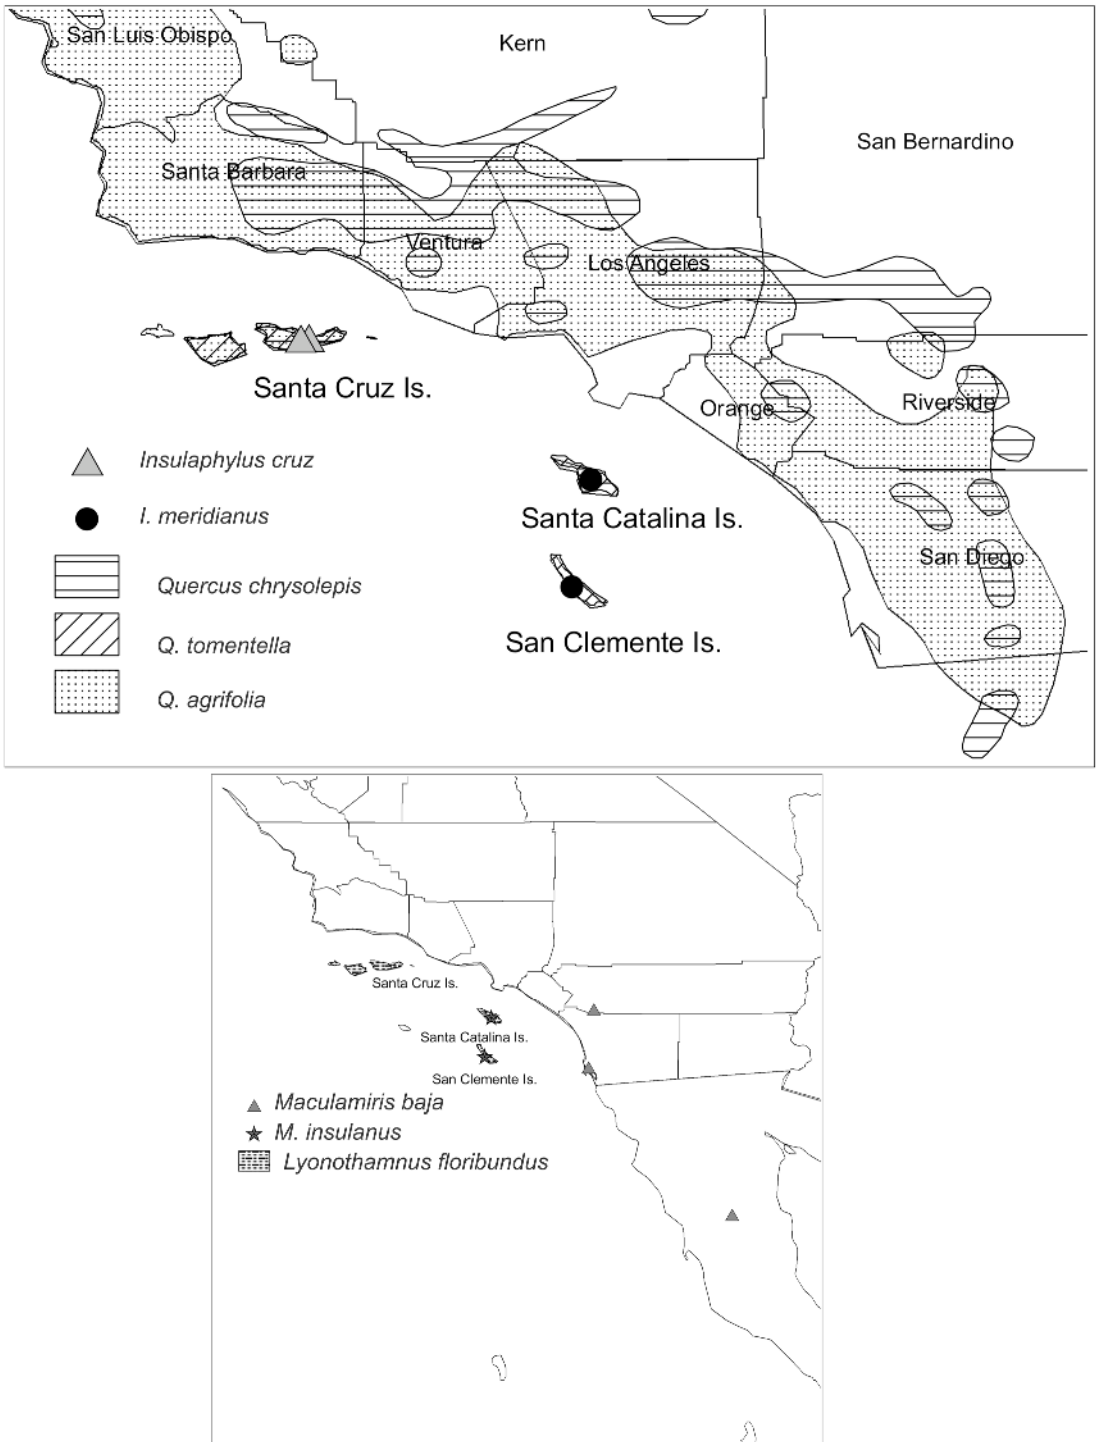 San Luis Obispo
Kern
San Bernardino
Santa Barbara
Ventura
Los Angeles
Santa Cruz Is.
Orange
Riverside
Insulaphylus cruz
I. meridianus
Santa Catalina Is.
San Diego
Quercus chrysolepis
San Clemente Is.
Q. tomentella
Q. agrifolia
Santa Cruz Is.
Santa Catalina Is.
San Clemente Is.
Maculamiris baja
M. insulanus
Lyonothamnus floribundus